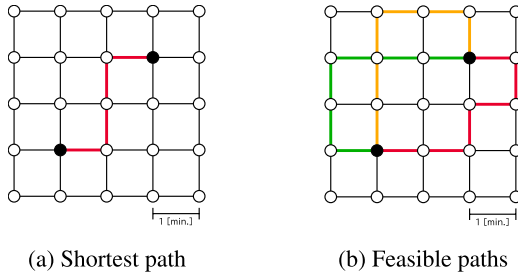 1 [min.]
1 [min.]
(a) Shortest path
(b) Feasible paths